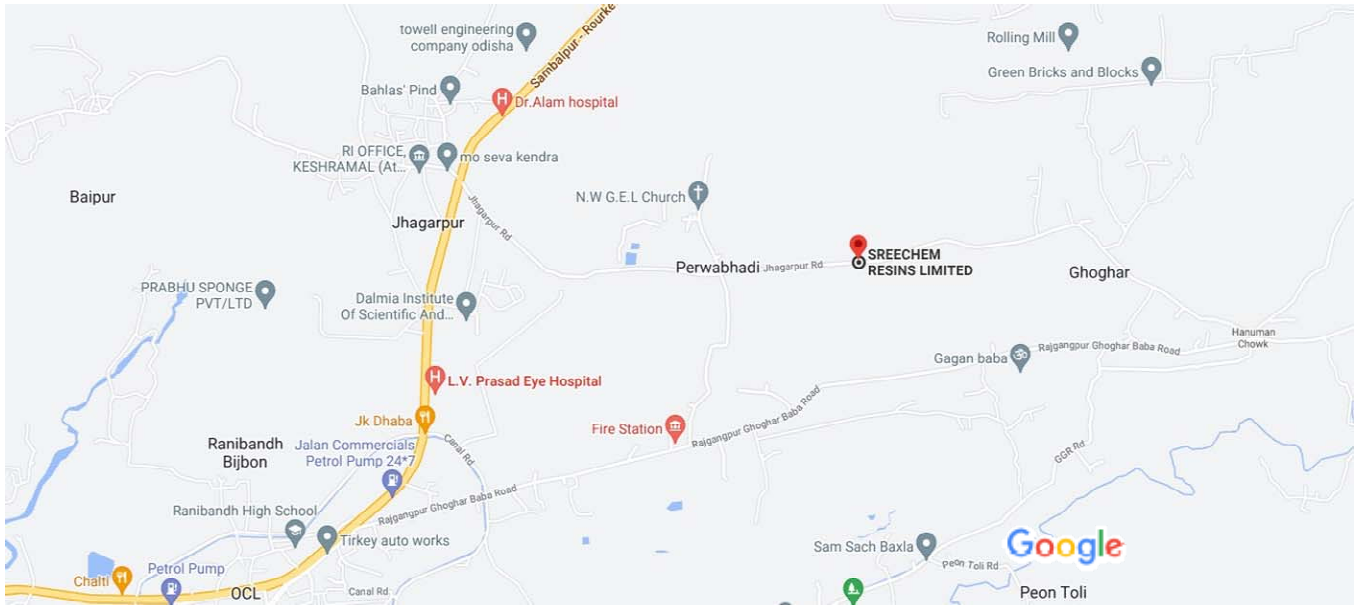 towell engineering
company odisha
Sambalpur - Rourke
Rolling Mill
Green Bricks and Blocks
Bahlas' Pind
H
Dr.Alam hospital
RI OFFICE,
KESHRAMAL (At...
mo seva kendra
Baipur
Jhagarpur
Jhagarpur Rd
N.W G.E.L Church
Perwabhadi
Jhagarpur Rd
SREECHEM
RESINS LIMITED
Ghoghar
PRABHU SPONGE
PVT/LTD
Dalmia Institute
Of Scientific And...
Hanuman
Chowk
Rajgangpur Ghoghar Baba Road
Gagan baba
H
L.V. Prasad Eye Hospital
Jk Dhaba
Fire Station
Rajgangpur Ghoghar Baba Road
Ranibandh
Bijbon
Jalan Commercials
Petrol Pump 24*7
Canal Rd
GGR Rd
Rajgangpur Ghoghar Baba Road
Ranibandh High School
Tirkey auto works
Sam Sach Baxla
Google
Peon Toli Rd
Petrol Pump
Chalti
OCL
Canal Rd
Peon Toli